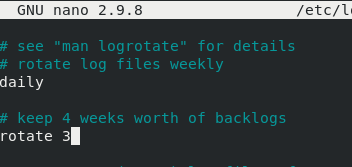 GNU nano 2.9.8 /etc/l
# see "man logrotate" for details
# rotate log files weekly
daily
# keep 4 weeks worth of backlogs
rotate 3